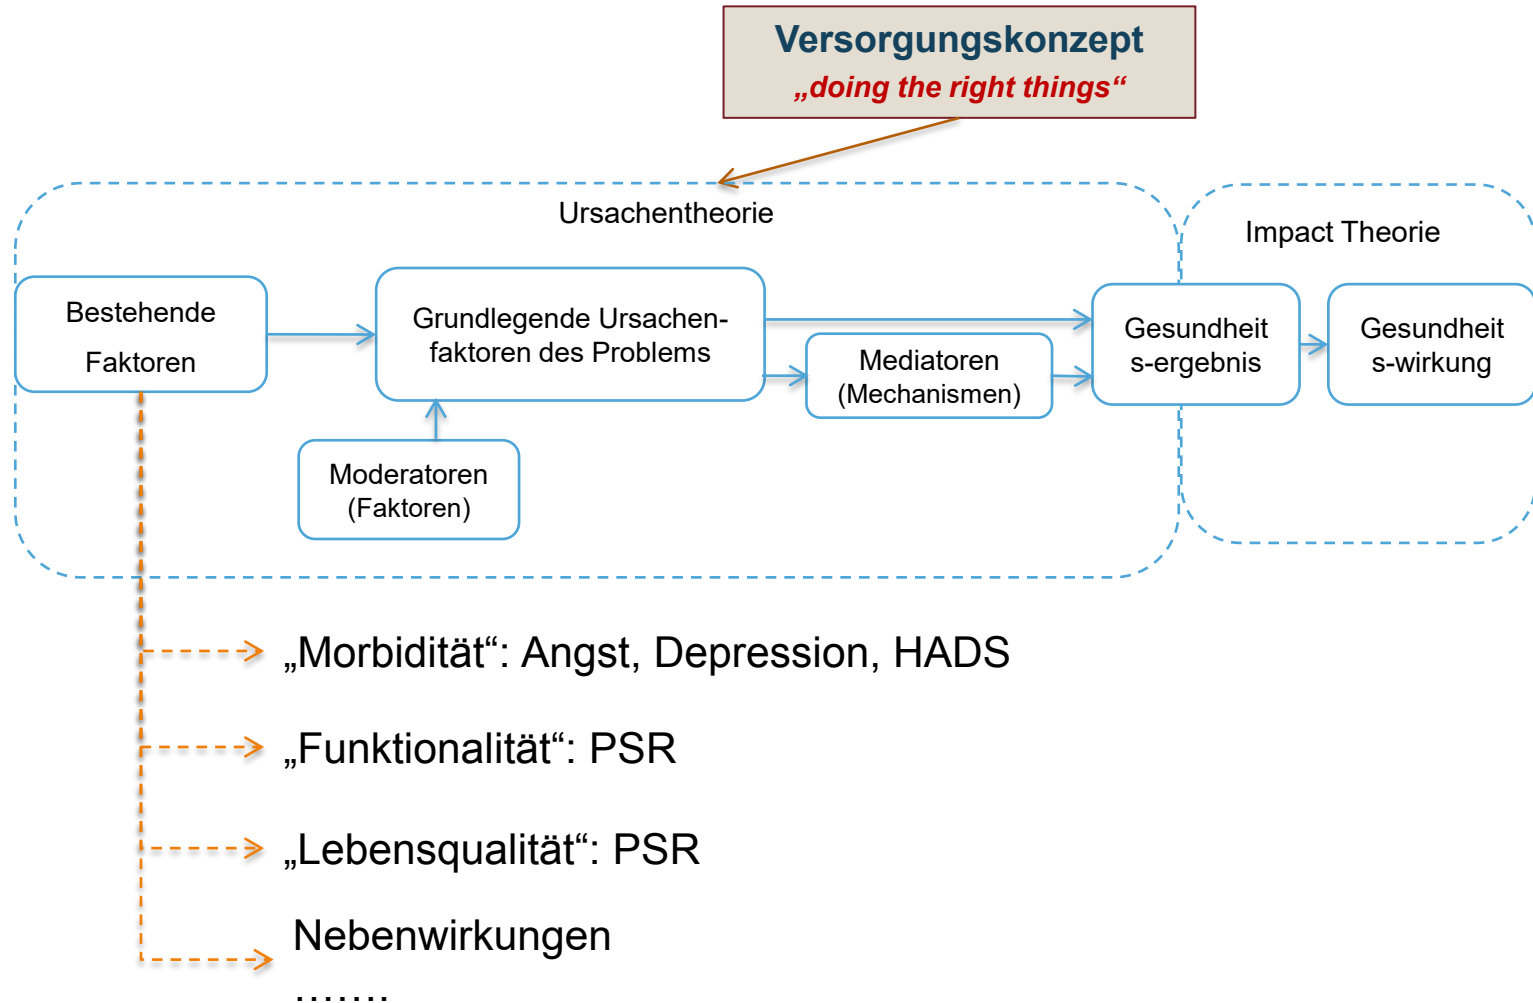 Versorgungskonzept
„doing the right things“
Ursachentheorie
Impact Theorie
Bestehende
Faktoren
Grundlegende Ursachen-
faktoren des Problems
Mediatoren
(Mechanismen)
Gesundheit
s-ergebnis
Gesundheit
s-wirkung
Moderatoren
(Faktoren)
„Morbidität“: Angst, Depression, HADS
„Funktionalität“: PSR
„Lebensqualität“: PSR
Nebenwirkungen
........